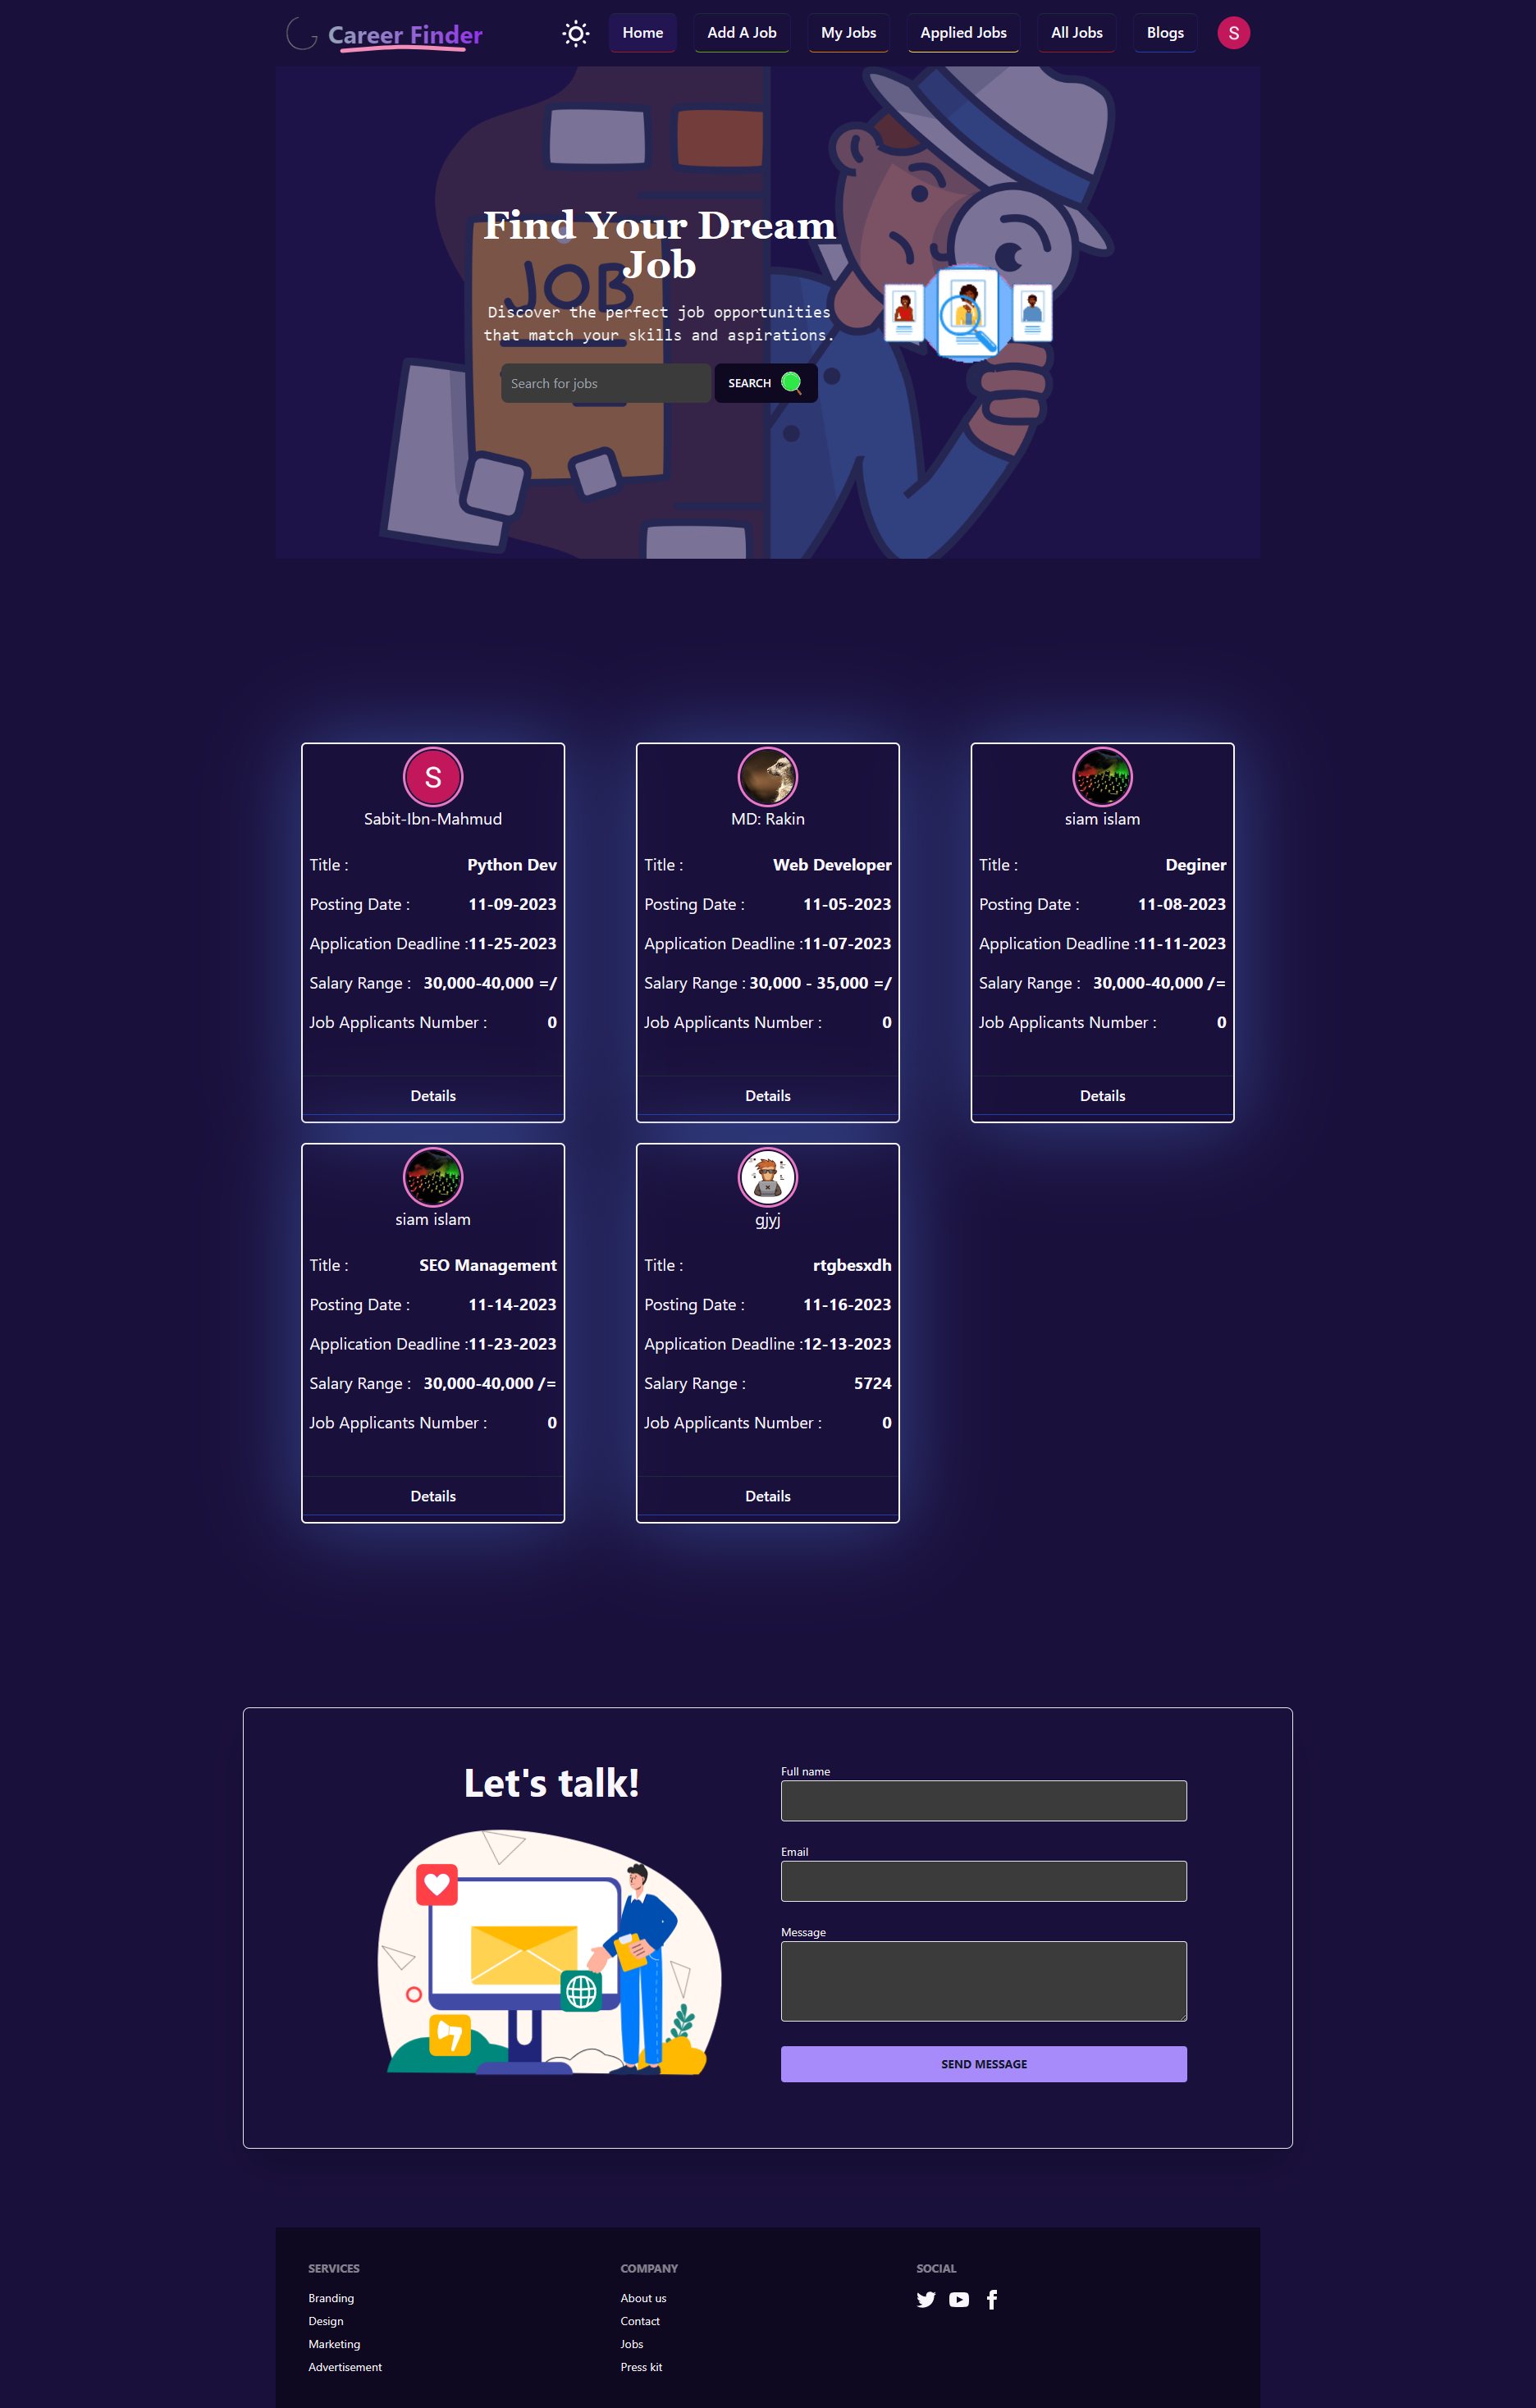 Career Finder
Home
Add A Job
My Jobs
Applied Jobs
All Jobs
Blogs
S
JOB
Find Your Dream
Job
Discover the perfect job opportunities
that match your skills and aspirations.
Search for jobs
SEARCH
S
Sabit-Ibn-Mahmud
Title : Python Dev
Posting Date : 11-09-2023
Application Deadline :11-25-2023
Salary Range : 30,000-40,000 =/
Job Applicants Number : 0
Details
MD: Rakin
Title : Web Developer
Posting Date : 11-05-2023
Application Deadline :11-07-2023
Salary Range : 30,000 - 35,000 =/
Job Applicants Number : 0
Details
siam islam
Title : Deginer
Posting Date : 11-08-2023
Application Deadline :11-11-2023
Salary Range : 30,000-40,000 /=
Job Applicants Number : 0
Details
siam islam
Title : SEO Management
Posting Date : 11-14-2023
Application Deadline :11-23-2023
Salary Range : 30,000-40,000 /=
Job Applicants Number : 0
Details
gjyj
Title : rtgbesxdh
Posting Date : 11-16-2023
Application Deadline :12-13-2023
Salary Range : 5724
Job Applicants Number : 0
Details
Let's talk!
Full name
Email
Message
SEND MESSAGE
SERVICES
Branding
Design
Marketing
Advertisement
COMPANY
About us
Contact
Jobs
Press kit
SOCIAL